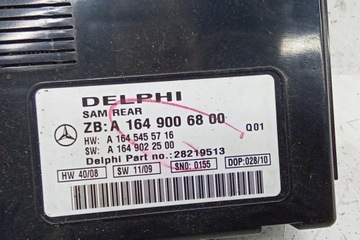 DELPHI
SAM REAR
ZB: A 164 900 68 00 Q01
HW: A 164 545 57 16
SW: A 164 902 25 00
Delphi Part no.: 28219513
HW 40/08 SW 11/09 SNO: 0155 DOP:028/10